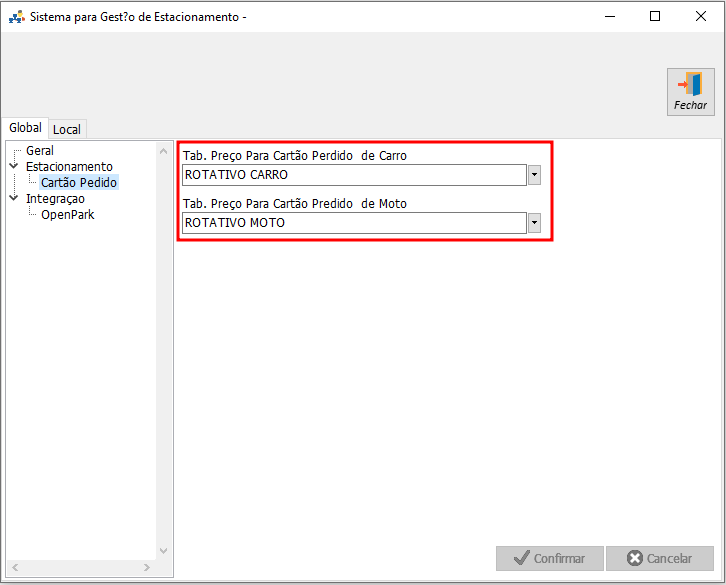 Sistema para Gest?o de Estacionamento -
Fechar
Global
Local
Geral
Estacionamento
Cartão Pedido
Integraçao
OpenPark
Tab. Preço Para Cartão Perdido de Carro
ROTATIVO CARRO
Tab. Preço Para Cartão Predido de Moto
ROTATIVO MOTO
Confirmar
Cancelar